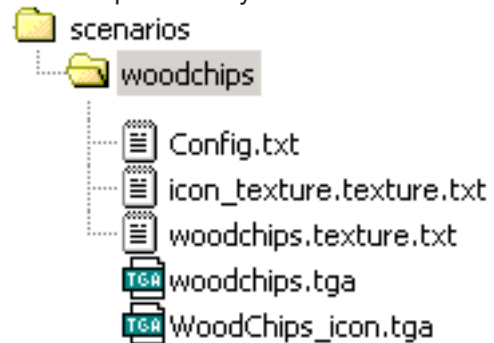 scenarios
woodchips
Config.txt
icon_texture.texture.txt
woodchips.texture.txt
TGA woodchips.tga
TGA WoodChips_icon.tga